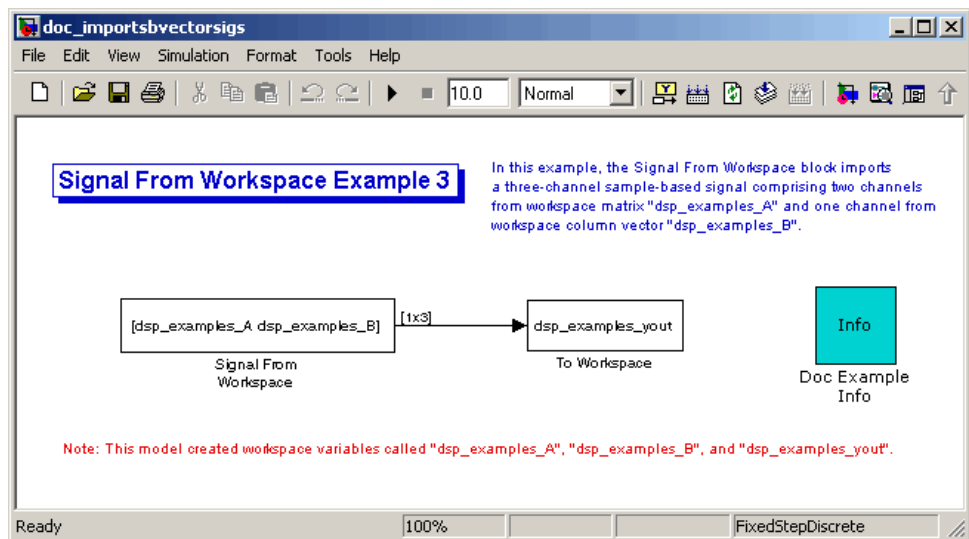 doc_importsbvectorsigs
File Edit View Simulation Format Tools Help
10.0 Normal
Signal From Workspace Example 3
In this example, the Signal From Workspace block imports
a three-channel sample-based signal comprising two channels
from workspace matrix "dsp_examples_A" and one channel from
workspace column vector "dsp_examples_B".
[dsp_examples_A dsp_examples_B]
[1x3]
dsp_examples_yout
Info
Signal From
Workspace
To Workspace
Doc Example
Info
Note: This model created workspace variables called "dsp_examples_A", "dsp_examples_B", and "dsp_examples_yout".
Ready 100% FixedStepDiscrete